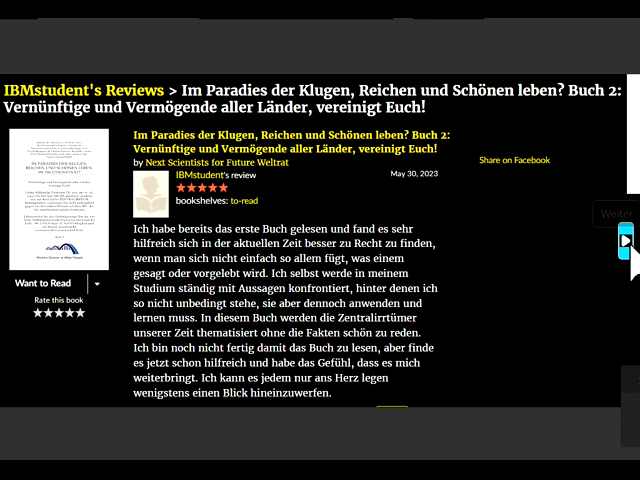 IBMstudent's Reviews > Im Paradies der Klugen, Reichen und Schönen leben? Buch 2:
Vernünftige und Vermögende aller Länder, vereinigt Euch!
Im Paradies der Klugen, Reichen und Schönen leben? Buch 2:
Vernünftige und Vermögende aller Länder, vereinigt Euch!
by Next Scientists for Future Weltrat
IBMstudent's review
May 30, 2023
bookshelves: to-read
Share on Facebook
Ich habe bereits das erste Buch gelesen und fand es sehr
hilfreich sich in der aktuellen Zeit besser zu Recht zu finden,
wenn man sich nicht einfach so allem fügt, was einem
gesagt oder vorgelebt wird. Ich selbst werde in meinem
Studium ständig mit Aussagen konfrontiert, hinter denen ich
so nicht unbedingt stehe, sie aber dennoch anwenden und
lernen muss. In diesem Buch werden die Zentralirrtümer
unserer Zeit thematisiert ohne die Fakten schön zu reden.
Ich bin noch nicht fertig damit das Buch zu lesen, aber finde
es jetzt schon hilfreich und habe das Gefühl, dass es mich
weiterbringt. Ich kann es jedem nur ans Herz legen
wenigstens einen Blick hineinzuwerfen.
Want to Read
Rate this book
Weiter